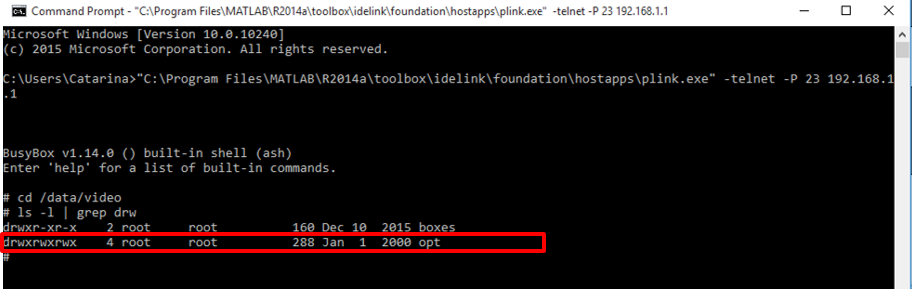 Command Prompt - "C:\Program Files\MATLAB\R2014a\toolbox\idelink\foundation\hostapps\plink.exe" -telnet -P 23 192.168.1.1
Microsoft Windows [Version 10.0.10240]
(c) 2015 Microsoft Corporation. All rights reserved.
C:\Users\Catarina>"C:\Program Files\MATLAB\R2014a\toolbox\idelink\foundation\hostapps\plink.exe" -telnet -P 23 192.168.1
.1
BusyBox v1.14.0 () built-in shell (ash)
Enter 'help' for a list of built-in commands.
# cd /data/video
# ls -l | grep drw
drwxr-xr-x    2 root     root          160 Dec 10  2015 boxes
drwxrwxrwx    4 root     root          288 Jan  1  2000 opt
#